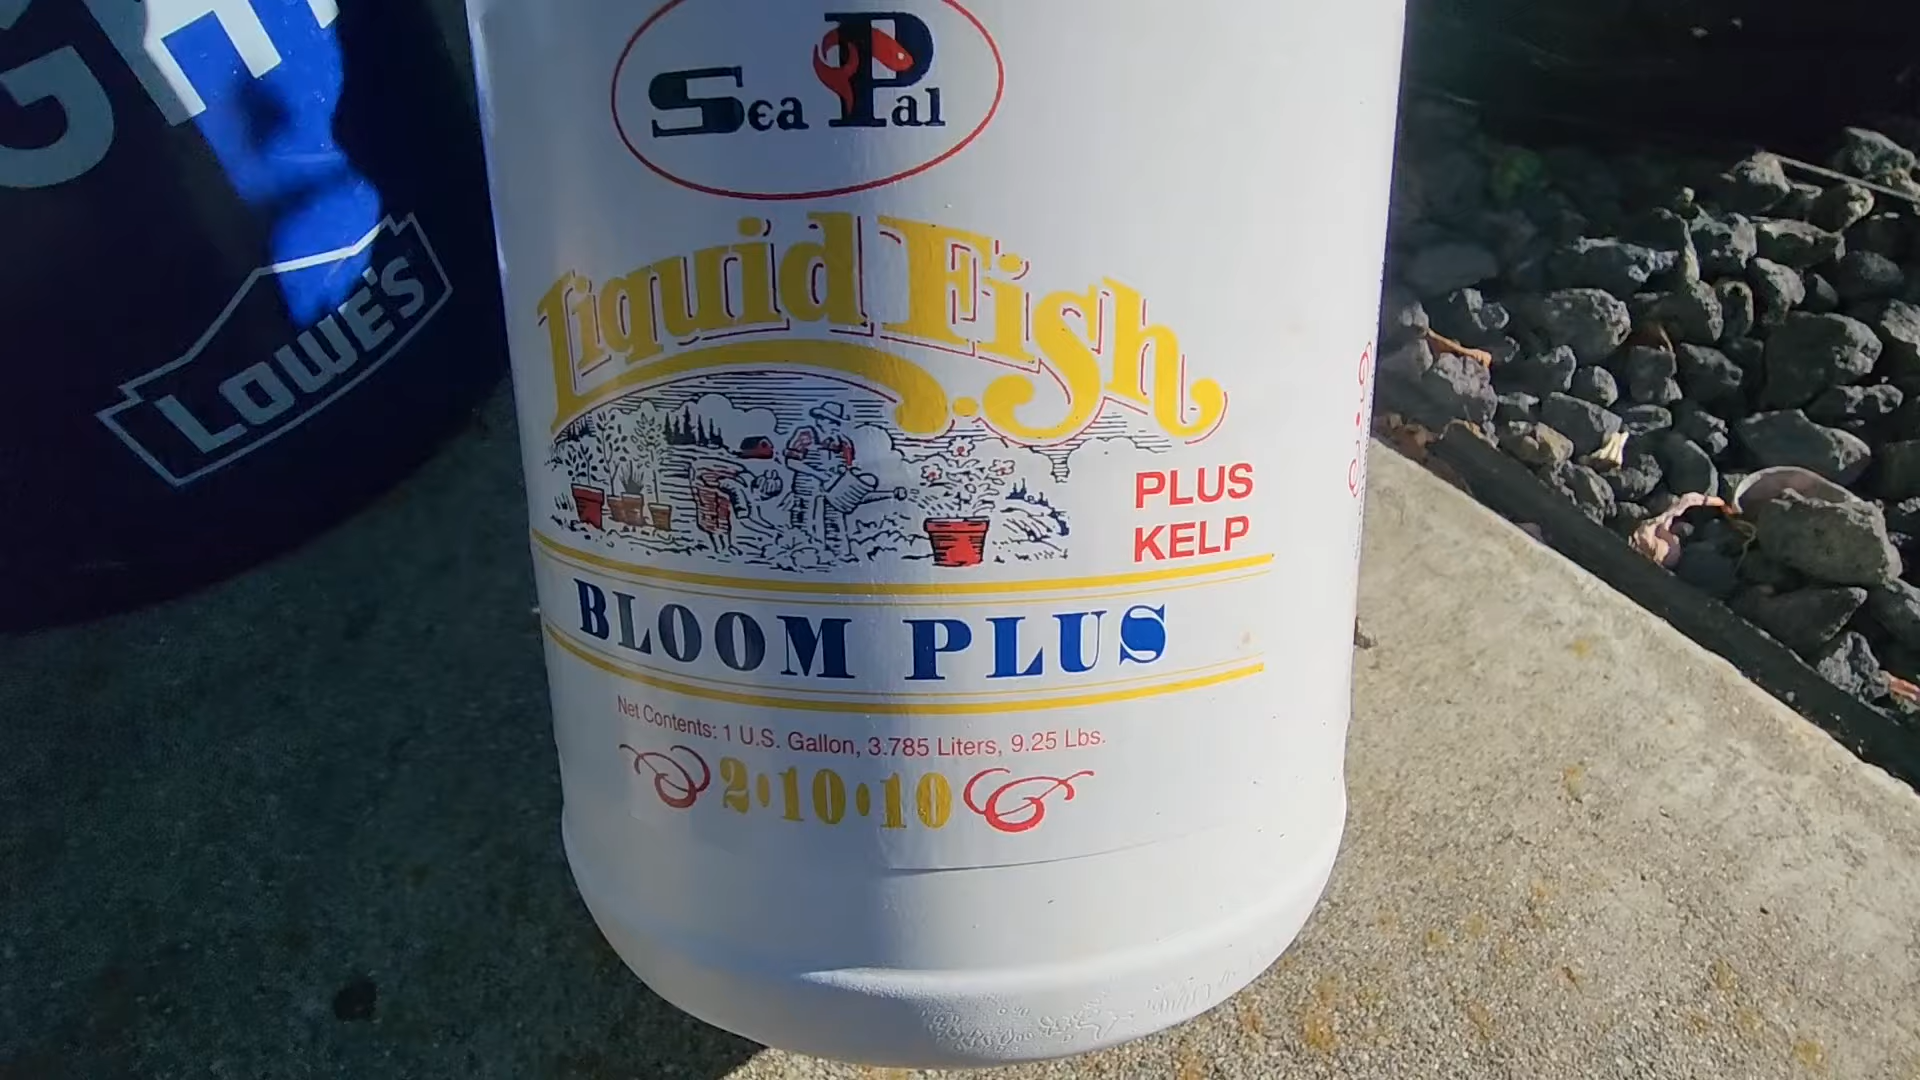 LOWE'S
Sea Pal
Liquid Fish
PLUS
KELP
BLOOM PLUS
Net Contents: 1 U.S. Gallon, 3.785 Liters, 9.25 Lbs.
2•10•10